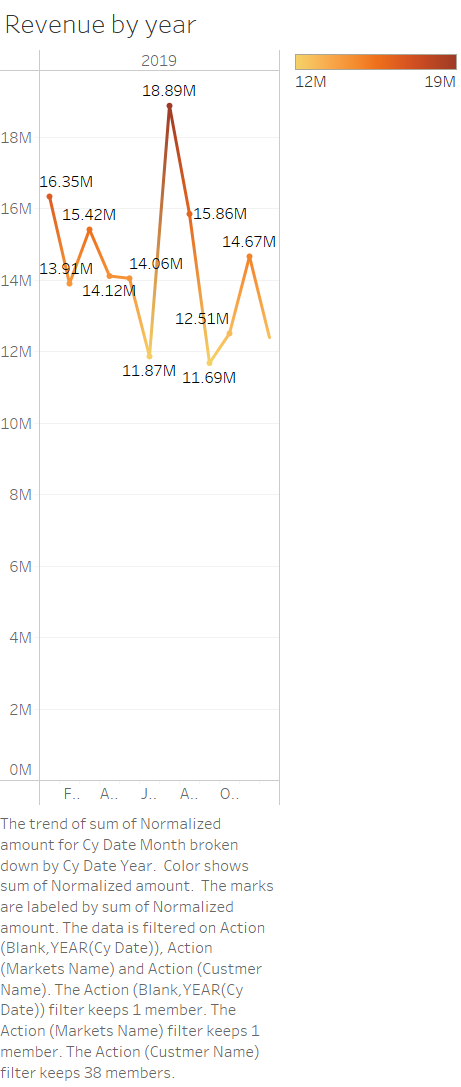 Revenue by year
2019
12M 19M
18.89M
18M
16.35M
16M
15.42M
15.86M
14.67M
14.06M
13.91M
14M
14.12M
12.51M
12M
11.87M
11.69M
10M
8M
6M
4M
2M
0M
F.. A.. J.. A.. O..
The trend of sum of Normalized
amount for Cy Date Month broken
down by Cy Date Year.  Color shows
sum of Normalized amount.  The marks
are labeled by sum of Normalized
amount. The data is filtered on Action
(Blank,YEAR(Cy Date)), Action
(Markets Name) and Action (Custmer
Name). The Action (Blank,YEAR(Cy
Date)) filter keeps 1 member. The
Action (Markets Name) filter keeps 1
member. The Action (Custmer Name)
filter keeps 38 members.